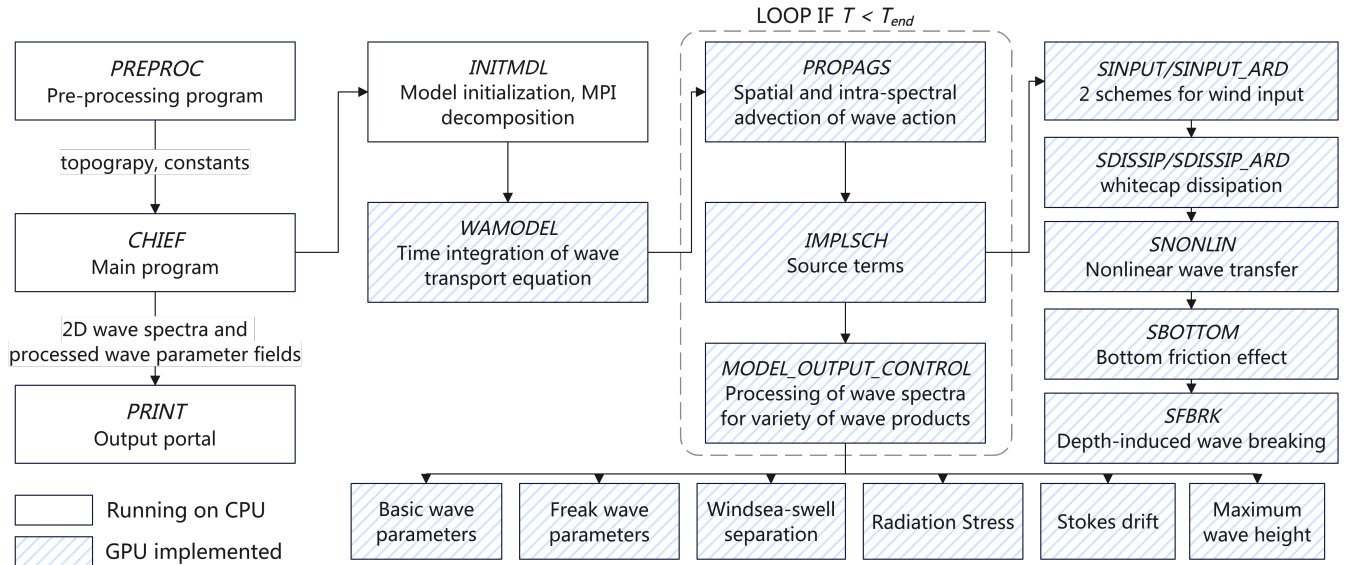 LOOP IF T < Tend
PREPROC
Pre-processing program
topograpy, constants
CHIEF
Main program
2D wave spectra and
processed wave parameter fields
PRINT
Output portal
Running on CPU
GPU implemented
INITMDL
Model initialization, MPI
decomposition
WAMODEL
Time integration of wave
transport equation
PROPAGS
Spatial and intra-spectral
advection of wave action
IMPLSCH
Source terms
MODEL_OUTPUT_CONTROL
Processing of wave spectra
for variety of wave products
SINPUT/SINPUT_ARD
2 schemes for wind input
SDISSIP/SDISSIP_ARD
whitecap dissipation
SNONLIN
Nonlinear wave transfer
SBOTTOM
Bottom friction effect
SFBRK
Depth-induced wave breaking
Basic wave
parameters
Freak wave
parameters
Windsea-swell
separation
Radiation Stress
Stokes drift
Maximum
wave height